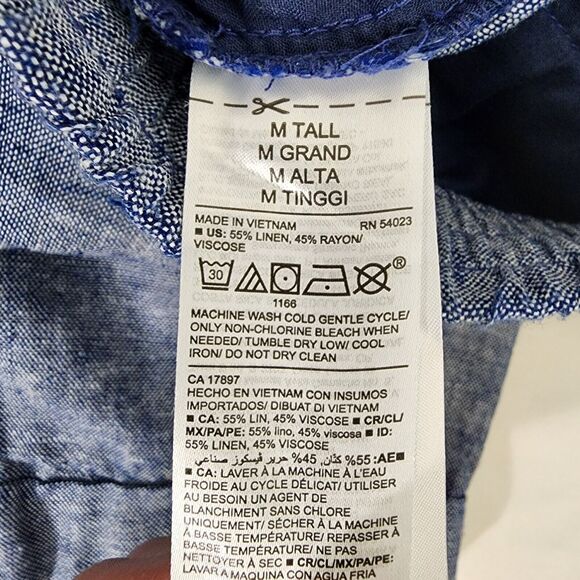 M TALL
M GRAND
M ALTA
M TINGGI
MADE IN VIETNAM RN 54023
■ US: 55% LINEN, 45% RAYON/
VISCOSE
30
®
1166
MACHINE WASH COLD GENTLE CYCLE/
ONLY NON-CHLORINE BLEACH WHEN
NEEDED/ TUMBLE DRY LOW/ COOL
IRON/ DO NOT DRY CLEAN
CA 17897
HECHO EN VIETNAM CON INSUMOS
IMPORTADOS/ DIBUAT DI VIETNAM
■ CA: 55% LIN, 45% VISCOSE ■ CR/CL/
MX/PA/PE: 55% lino, 45% viscosa ■ ID:
55% LINEN, 45% VISCOSE
■AE: 55% كتان, 45% حرير فيسكوز صناعي
■ CA: LAVER À LA MACHINE À L'EAU
FROIDE AU CYCLE DÉLICAT/ UTILISER
AU BESOIN UN AGENT DE
BLANCHIMENT SANS CHLORE
UNIQUEMENT/ SÉCHER À LA MACHINE
À BASSE TEMPÉRATURE/ REPASSER À
BASSE TEMPÉRATURE/ NE PAS
NETTOYER À SEC ■ CR/CL/MX/PA/PE:
LAVAR A MAQUINA CON AGUA FRIA